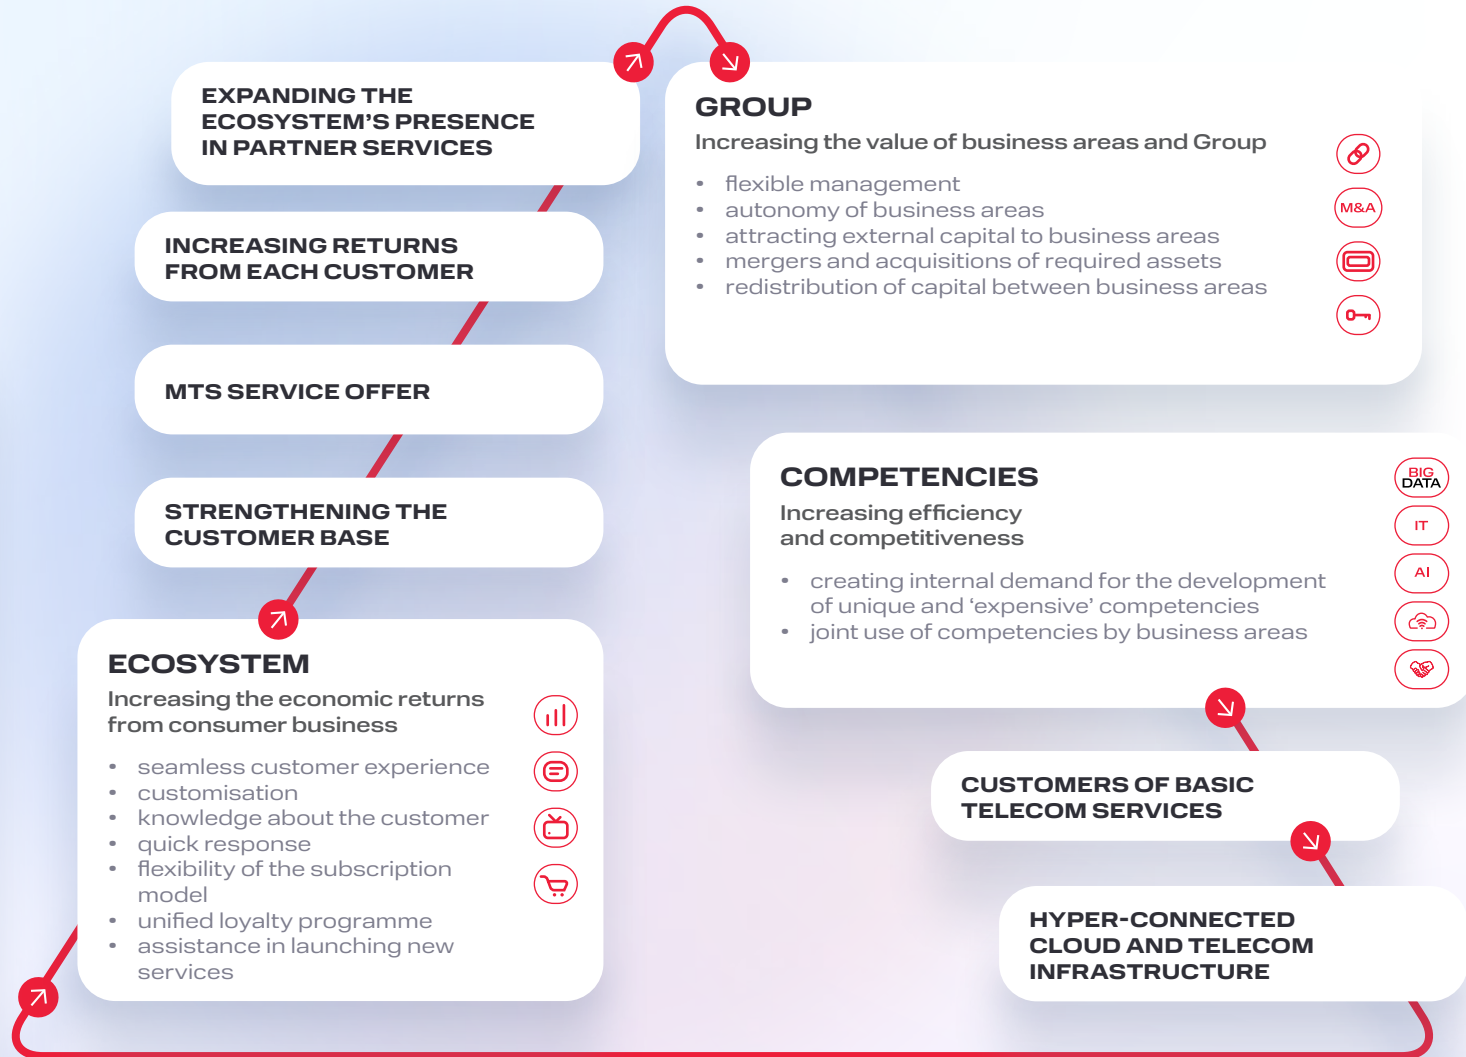 EXPANDING THE
ECOSYSTEM'S PRESENCE
IN PARTNER SERVICES
INCREASING RETURNS
FROM EACH CUSTOMER
MTS SERVICE OFFER
STRENGTHENING THE
CUSTOMER BASE
ECOSYSTEM
Increasing the economic returns
from consumer business
• seamless customer experience
• customisation
• knowledge about the customer
• quick response
• flexibility of the subscription
model
• unified loyalty programme
• assistance in launching new
services
GROUP
Increasing the value of business areas and Group
• flexible management
• autonomy of business areas
• attracting external capital to business areas
• mergers and acquisitions of required assets
• redistribution of capital between business areas
M&A
COMPETENCIES
Increasing efficiency
and competitiveness
• creating internal demand for the development
of unique and ‘expensive’ competencies
• joint use of competencies by business areas
BIG
DATA
IT
AI
CUSTOMERS OF BASIC
TELECOM SERVICES
HYPER-CONNECTED
CLOUD AND TELECOM
INFRASTRUCTURE